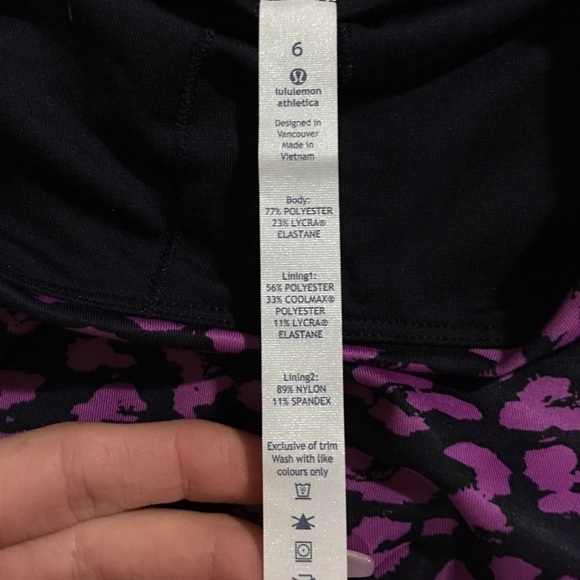 6
lululemon
athletica
Designed in
Vancouver
Made in
Vietnam
Body:
77% POLYESTER
23% LYCRA®
ELASTANE
Lining1:
56% POLYESTER
33% COOLMAX®
POLYESTER
11% LYCRA®
ELASTANE
Lining2:
89% NYLON
11% SPANDEX
Exclusive of trim
Wash with like
colours only